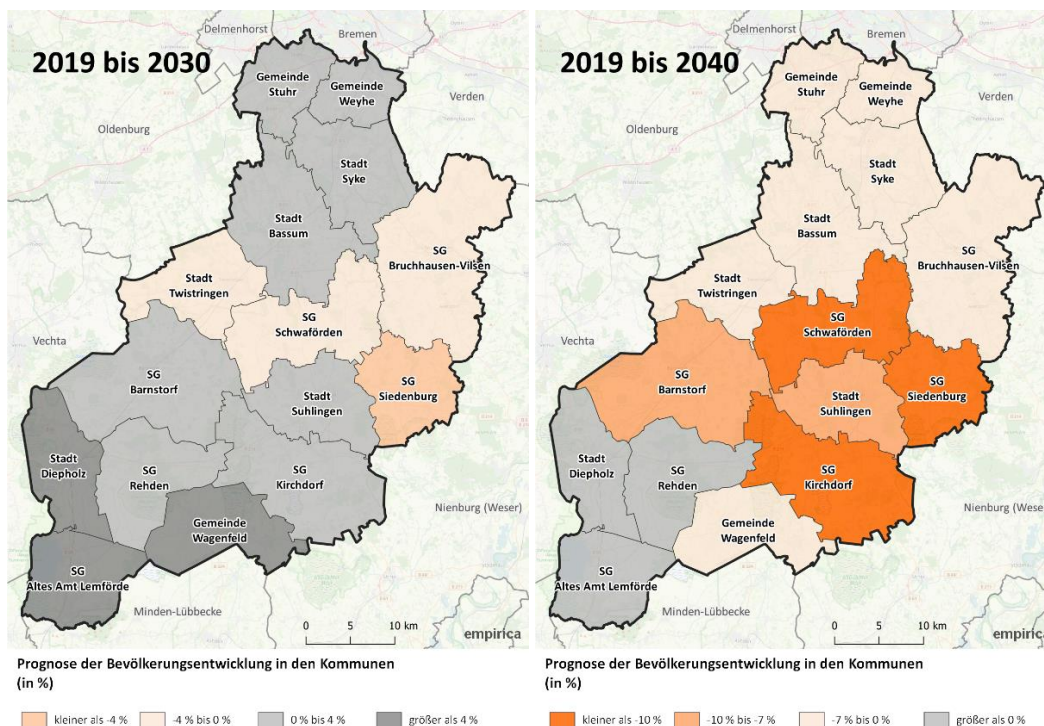 2019 bis 2030
Delmenhorst
Bremen
Gemeinde
Stuhr
Gemeinde
Weyhe
Verden
Oldenburg
Stadt
Syke
Stadt
Bassum
SG
Bruchhausen-Vilsen
Stadt
Twistringen
SG
Schwaförden
Vechta
SG
Barnstorf
SG
Siedenburg
Stadt
Suhlingen
Stadt
Diepholz
SG
Rehden
SG
Kirchdorf
Nienburg (Weser)
Gemeinde
Wagenfeld
SG
Altes Amt Lemförde
Minden-Lübbecke
0 5 10 km
empirica
Prognose der Bevölkerungsentwicklung in den Kommunen
(in %)
kleiner als -4 %
-4 % bis 0 %
0 % bis 4 %
größer als 4 %
2019 bis 2040
Delmenhorst
Bremen
Gemeinde
Stuhr
Gemeinde
Weyhe
Verden
Oldenburg
Stadt
Syke
Stadt
Bassum
SG
Bruchhausen-Vilsen
Stadt
Twistringen
SG
Schwaförden
Vechta
SG
Barnstorf
SG
Siedenburg
Stadt
Suhlingen
Stadt
Diepholz
SG
Rehden
SG
Kirchdorf
Nienburg (Weser)
Gemeinde
Wagenfeld
SG
Altes Amt Lemförde
Minden-Lübbecke
0 5 10 km
empirica
Prognose der Bevölkerungsentwicklung in den Kommunen
(in %)
kleiner als -10 %
-10 % bis -7 %
-7 % bis 0 %
größer als 0 %